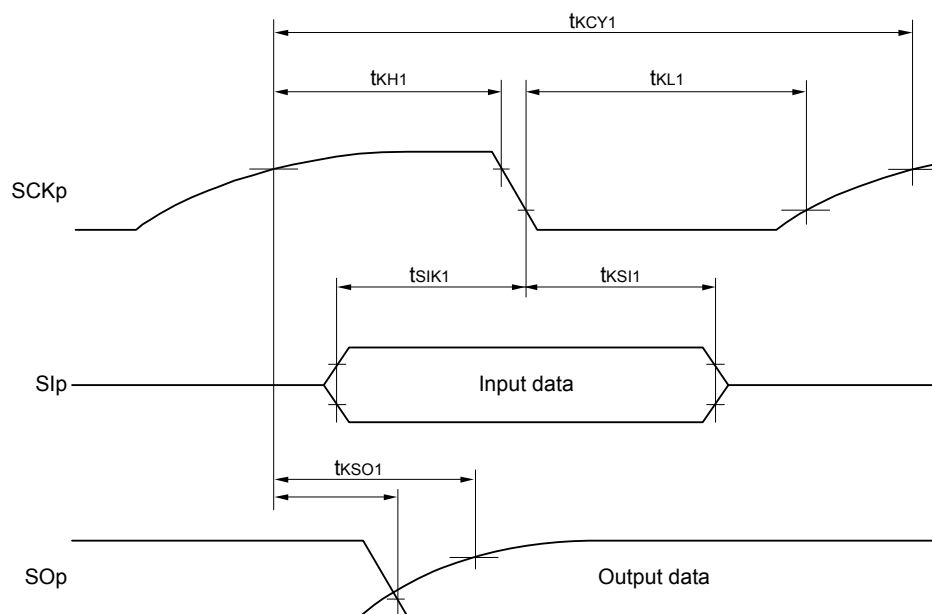 tKCY1
tKH1
tKL1
SCKp
tSIK1
tKSI1
SIp
Input data
tKSO1
SOp
Output data